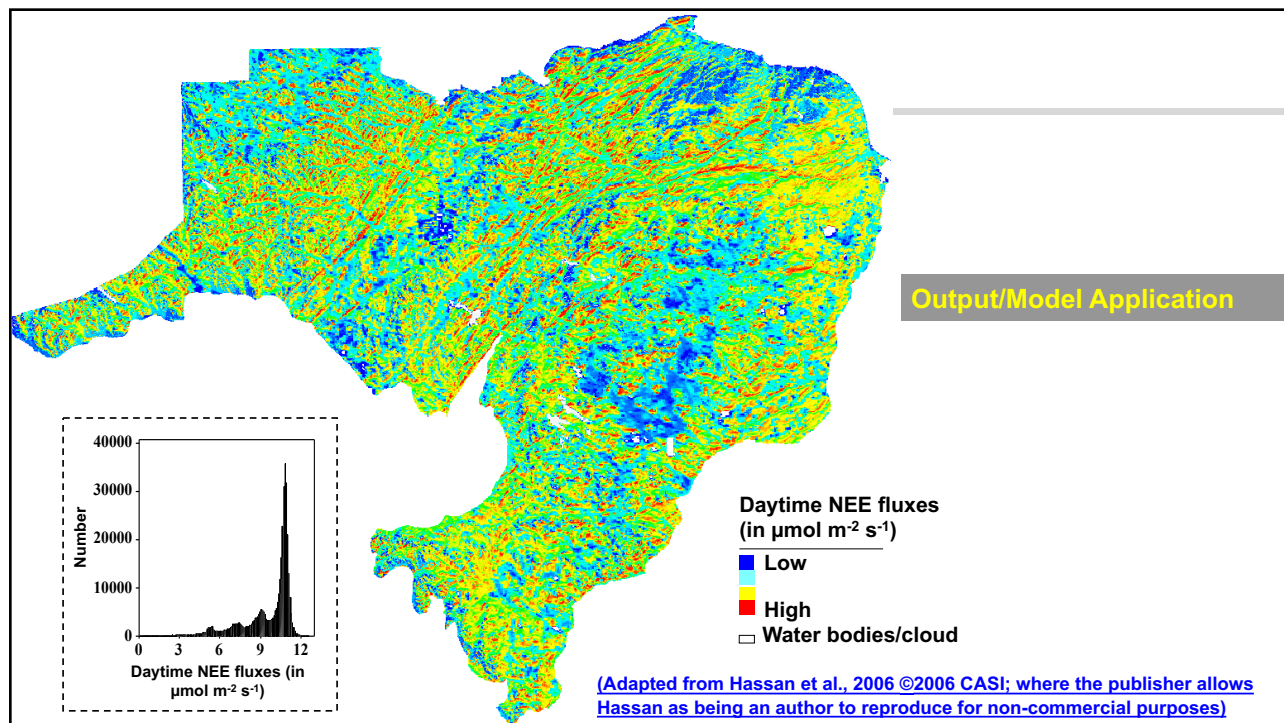 Output/Model Application
40000
30000
20000
10000
0
Number
0 3 6 9 12
Daytime NEE fluxes (in
µmol m-2 s-1)
Daytime NEE fluxes
(in µmol m-2 s-1)
Low
High
Water bodies/cloud
(Adapted from Hassan et al., 2006 ©2006 CASI; where the publisher allows
Hassan as being an author to reproduce for non-commercial purposes)